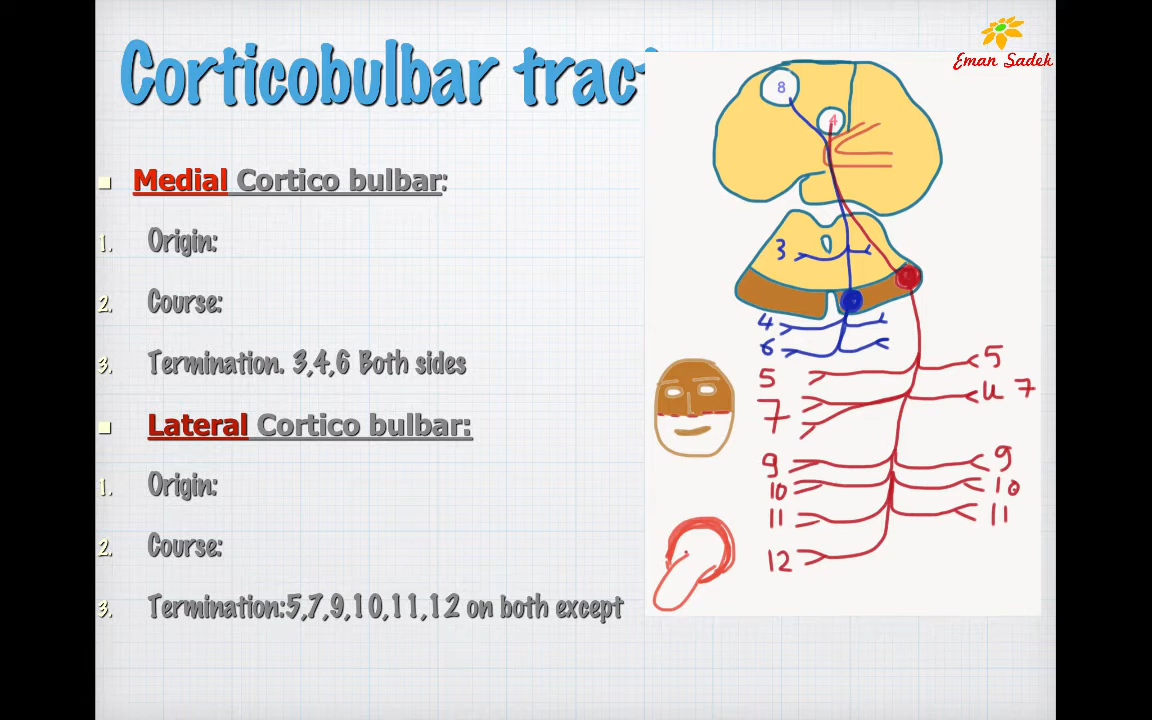 Corticobulbar tract
Eman Sadek
Medial Cortico bulbar:
1. Origin:
2. Course:
3. Termination. 3,4,6 Both sides
Lateral Cortico bulbar:
1. Origin:
2. Course:
3. Termination:5,7,9,10,11,12 on both except
8
4
3
4
6
5
5
7
U 7
7
9
9
10
10
11
11
12